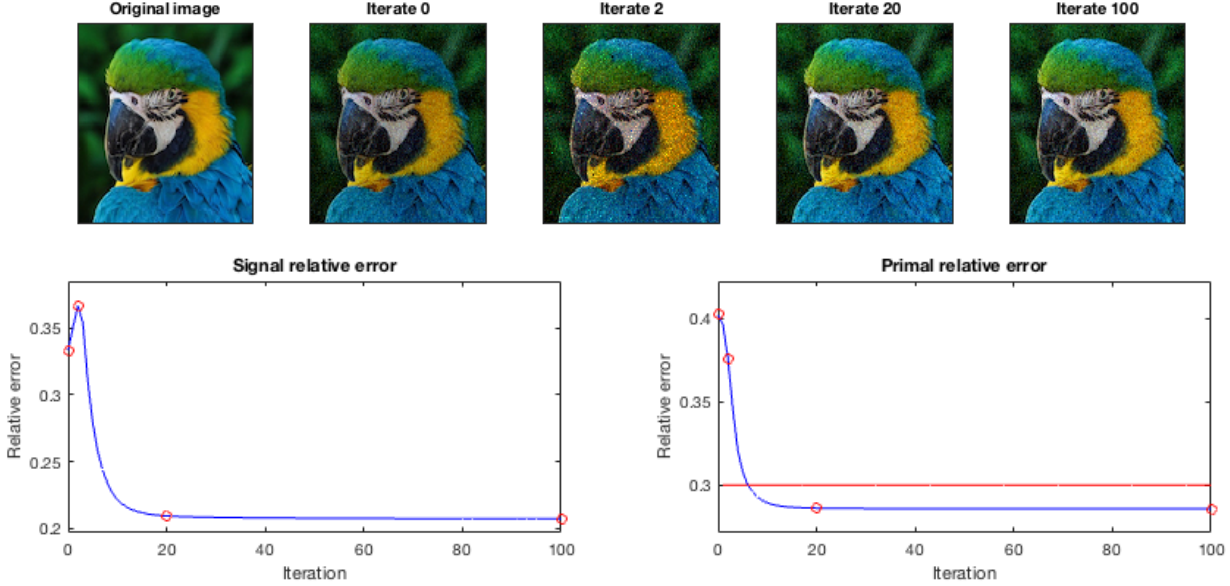 Original image Iterate 0 Iterate 2 Iterate 20 Iterate 100
Signal relative error
Relative error
0.35
0.3
0.25
0.2
0 20 40 60 80 100
Iteration
Primal relative error
Relative error
0.4
0.35
0.3
0 20 40 60 80 100
Iteration